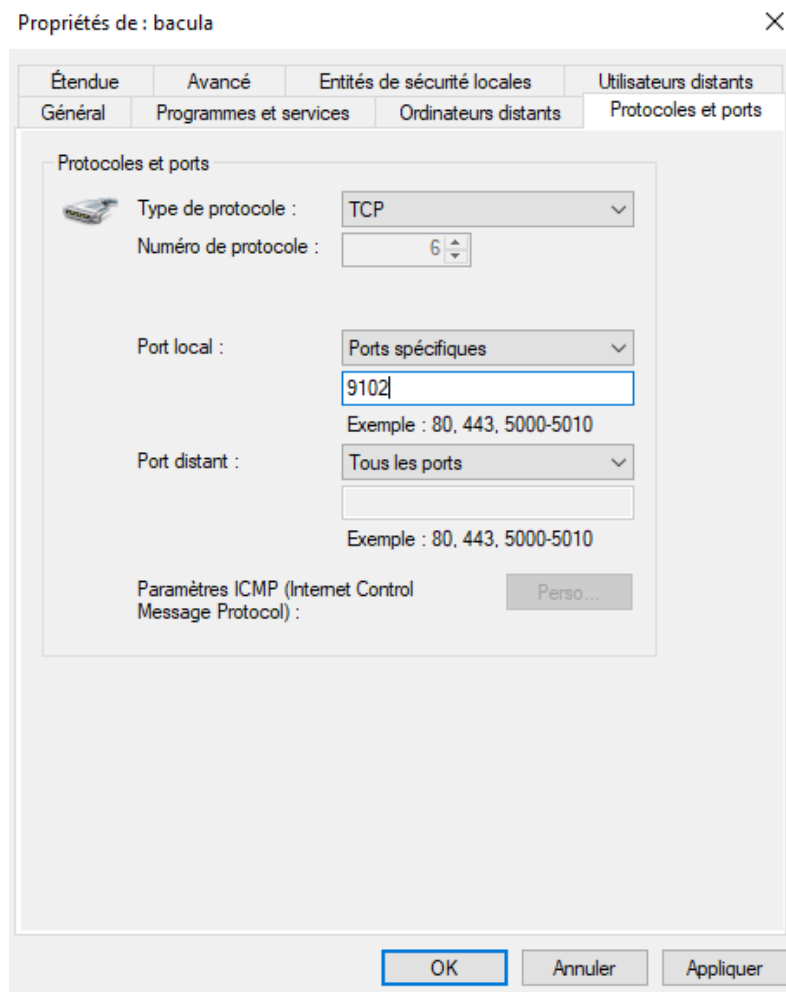 Propriétés de : bacula
Étendue Avancé Entités de sécurité locales Utilisateurs distants
Général Programmes et services Ordinateurs distants Protocoles et ports
Protocoles et ports
Type de protocole : TCP
Numéro de protocole : 6
Port local : Ports spécifiques
9102
Exemple : 80, 443, 5000-5010
Port distant : Tous les ports
Exemple : 80, 443, 5000-5010
Paramètres ICMP (Internet Control
Message Protocol) :
Perso...
OK Annuler Appliquer